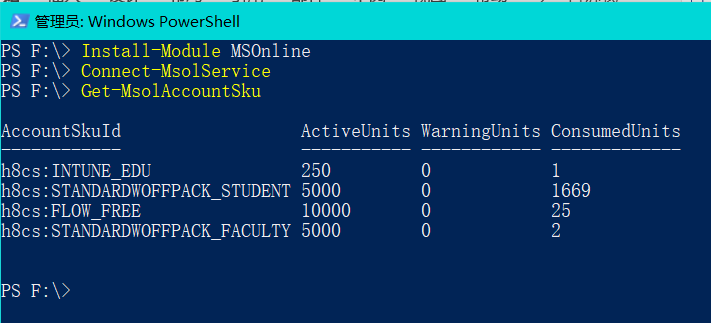 管理员: Windows PowerShell
PS F:\> Install-Module MSOnline
PS F:\> Connect-MsolService
PS F:\> Get-MsolAccountSku
AccountSkuId ActiveUnits WarningUnits ConsumedUnits
------------ ----------- ------------ -------------
h8cs:INTUNE_EDU 250 0 1
h8cs:STANDARDWOFFPACK_STUDENT 5000 0 1669
h8cs:FLOW_FREE 10000 0 25
h8cs:STANDARDWOFFPACK_FACULTY 5000 0 2
PS F:\>